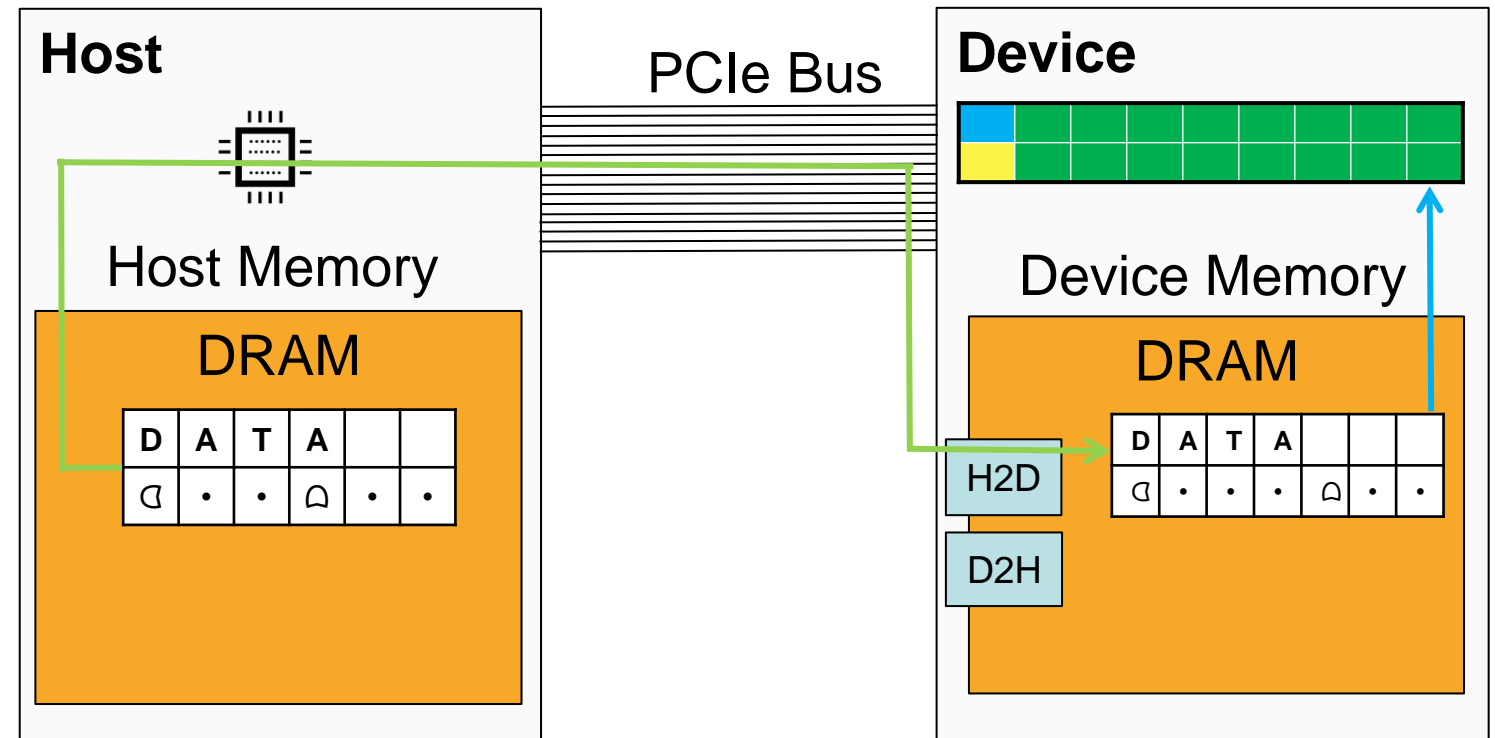 Host
PCIe Bus
Device
Host Memory
Device Memory
DRAM
DRAM
D A T A
D A T A
H2D
D2H